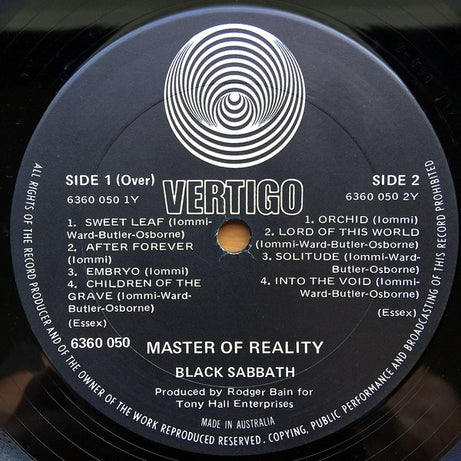 VERTIGO
SIDE 1 (Over)
6360 050 1Y
1. SWEET LEAF (Iommi-
Ward-Butler-Osborne)
2. AFTER FOREVER
(Iommi)
3. EMBRYO (Iommi)
4. CHILDREN OF THE
GRAVE (Iommi-Ward-
Butler-Osborne)
(Essex)
6360 050
SIDE 2
6360 050 2Y
1. ORCHID (Iommi)
2. LORD OF THIS WORLD
(Iommi-Ward-Butler-Osborne)
3. SOLITUDE (Iommi-Ward-
Butler-Osborne)
4. INTO THE VOID (Iommi-
Ward-Butler-Osborne)
(Essex)
MASTER OF REALITY
BLACK SABBATH
Produced by Rodger Bain for
Tony Hall Enterprises
MADE IN AUSTRALIA
ALL RIGHTS OF THE RECORD PRODUCER AND OF THE OWNER OF THE WORK REPRODUCED RESERVED. COPYING, PUBLIC PERFORMANCE AND BROADCASTING OF THIS RECORD PROHIBITED